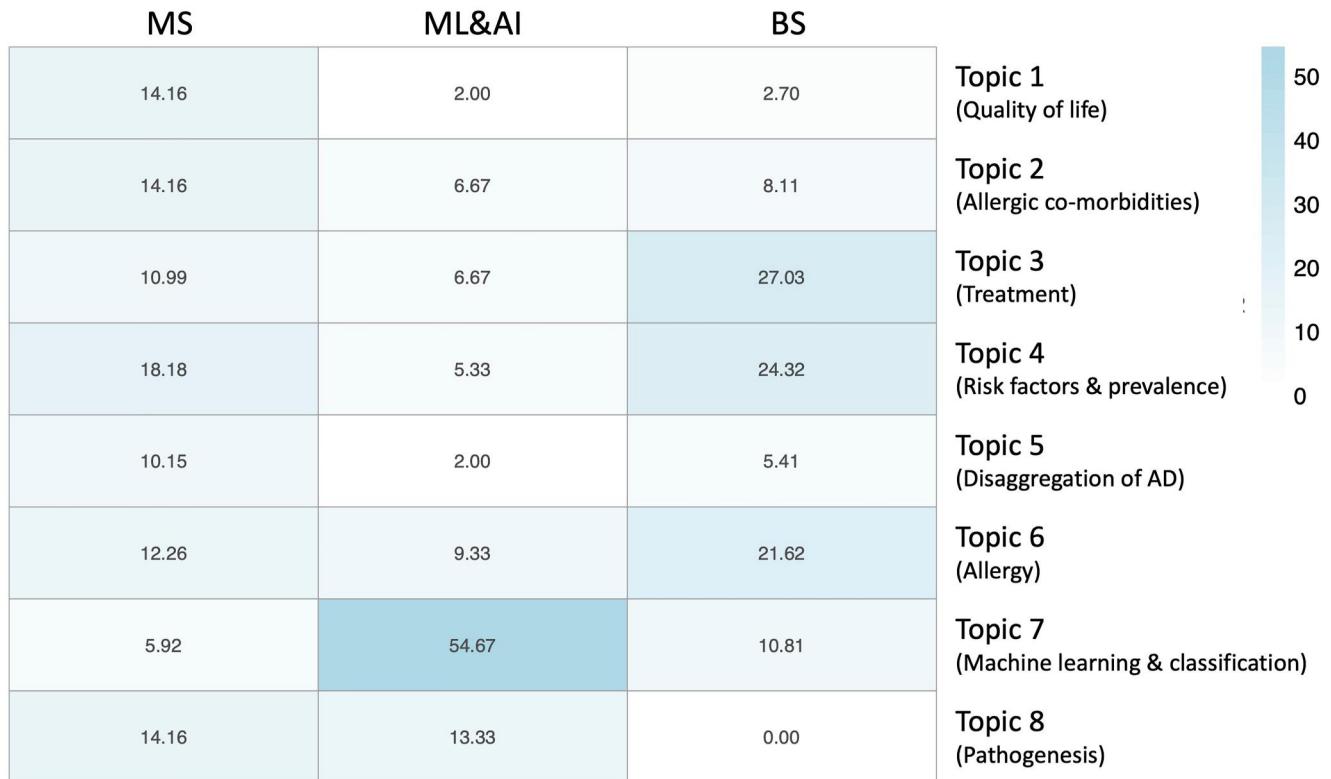 MS ML&AI BS
14.16 2.00 2.70 Topic 1
(Quality of life)
14.16 6.67 8.11 Topic 2
(Allergic co-morbidities)
10.99 6.67 27.03 Topic 3
(Treatment)
18.18 5.33 24.32 Topic 4
(Risk factors & prevalence)
10.15 2.00 5.41 Topic 5
(Disaggregation of AD)
12.26 9.33 21.62 Topic 6
(Allergy)
5.92 54.67 10.81 Topic 7
(Machine learning & classification)
14.16 13.33 0.00 Topic 8
(Pathogenesis)
50
40
30
20
10
0